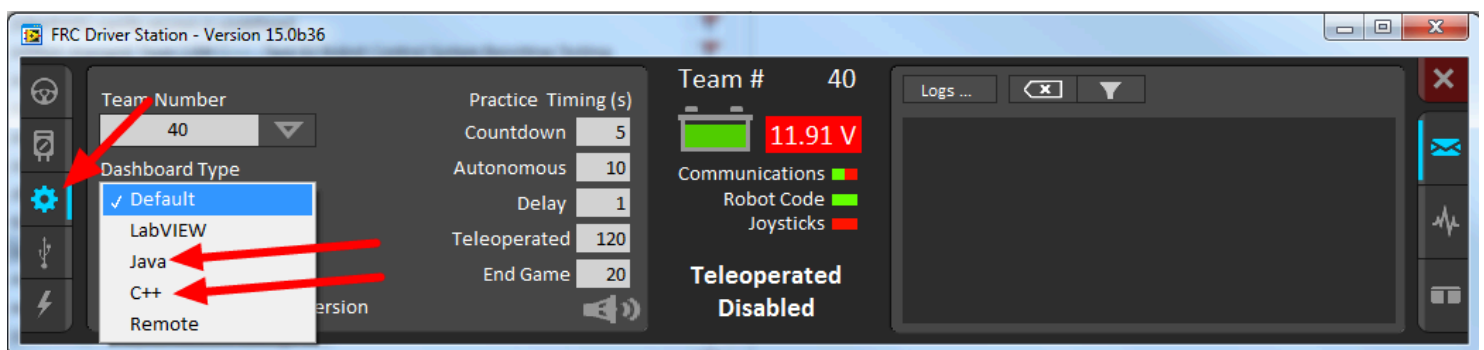 FRC Driver Station - Version 15.0b36
Team Number
40
Dashboard Type
✓ Default
LabVIEW
Java
C++
Remote
ersion
Practice Timing (s)
Countdown 5
Autonomous 10
Delay 1
Teleoperated 120
End Game 20
Team # 40
11.91 V
Communications
Robot Code
Joysticks
Teleoperated
Disabled
Logs ...